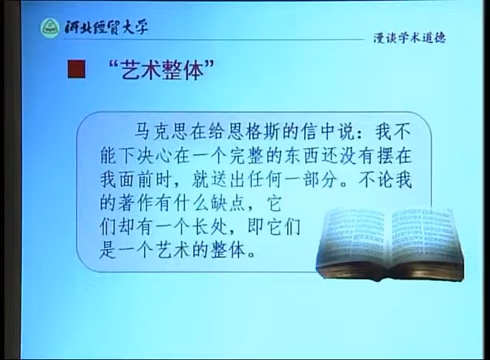 河北经贸大学
漫谈学术道德
“艺术整体”
马克思在给恩格斯的信中说：我不
能下决心在一个完整的东西还没有摆在
我面前时，就送出任何一部分。不论我
的著作有什么缺点，它
们却有一个长处，即它们
是一个艺术的整体。